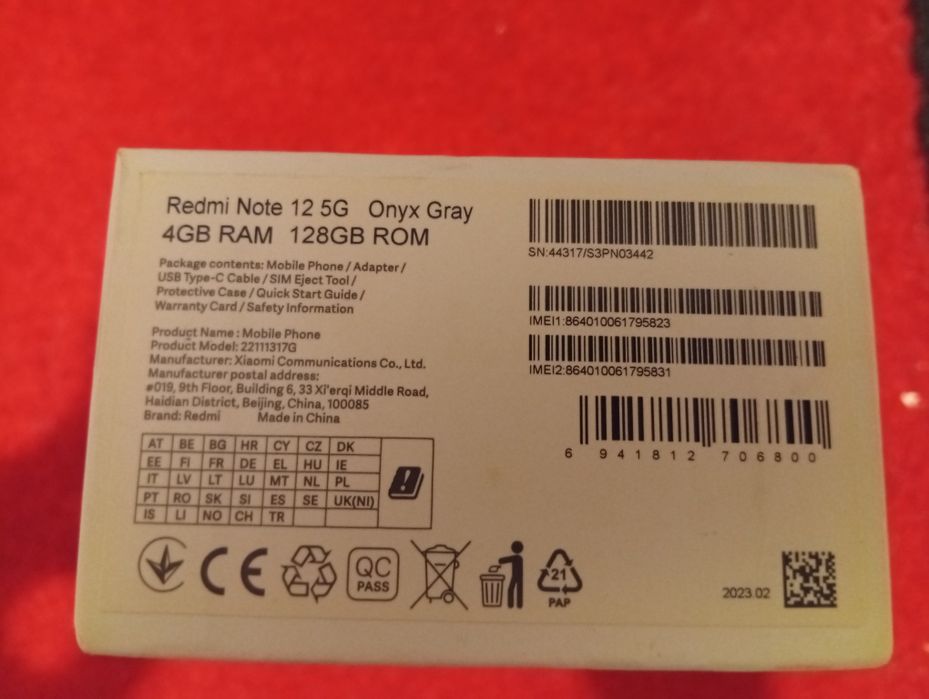 Redmi Note 12 5G Onyx Gray
4GB RAM 128GB ROM
Package contents: Mobile Phone / Adapter /
USB Type-C Cable / SIM Eject Tool /
Protective Case / Quick Start Guide /
Warranty Card / Safety Information
Product Name : Mobile Phone
Product Model: 22111317G
Manufacturer: Xiaomi Communications Co., Ltd.
Manufacturer postal address:
#019, 9th Floor, Building 6, 33 Xi'erqi Middle Road,
Haidian District, Beijing, China, 100085
Brand: Redmi Made in China
AT BE BG HR CY CZ DK
EE FI FR DE EL HU IE
IT LV LT LU MT NL PL
PT RO SK SI ES SE UK(NI)
IS LI NO CH TR
SN:44317/S3PN03442
IMEI1:864010061795823
IMEI2:864010061795831
6 941812 706800
CE
QC
PASS
21
PAP
2023.02